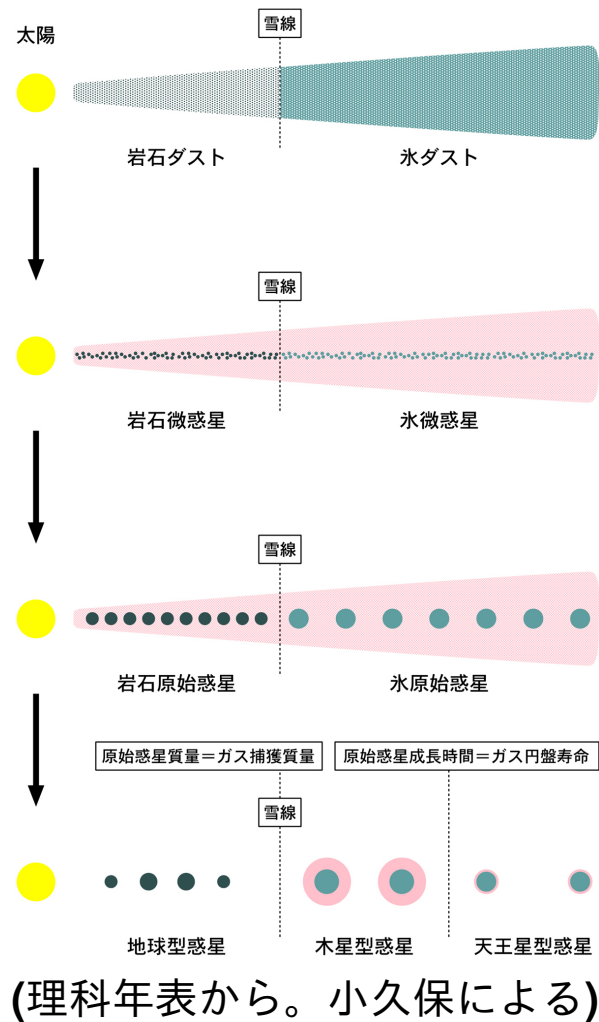 太陽
雪線
岩石ダスト 氷ダスト
雪線
岩石微惑星 氷微惑星
雪線
岩石原始惑星 氷原始惑星
原始惑星質量＝ガス捕獲質量 原始惑星成長時間＝ガス円盤寿命
雪線
地球型惑星 木星型惑星 天王星型惑星
(理科年表から。小久保による)